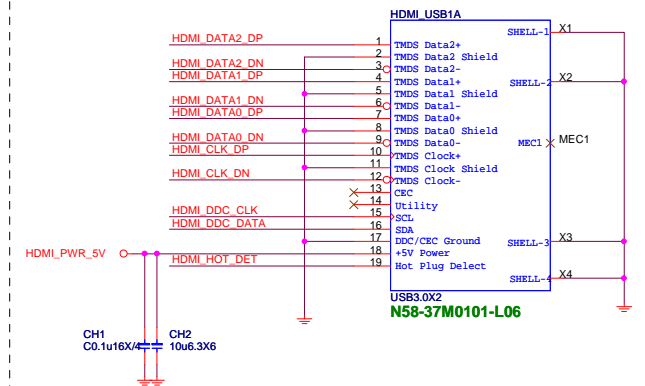 HDMI_USB1A
SHELL-1 X1
HDMI_DATA2_DP 1 TMDS Data2+
2 TMDS Data2 Shield
HDMI_DATA2_DN 3 TMDS Data2-
HDMI_DATA1_DP 4 TMDS Data1+ SHELL-2 X2
5 TMDS Data1 Shield
HDMI_DATA1_DN 6 TMDS Data1-
HDMI_DATA0_DP 7 TMDS Data0+
8 TMDS Data0 Shield
HDMI_DATA0_DN 9 TMDS Data0- MEC1 MEC1
HDMI_CLK_DP 10 TMDS Clock+
11 TMDS Clock Shield
HDMI_CLK_DN 12 TMDS Clock-
13 CEC
14 Utility
HDMI_DDC_CLK 15 SCL
HDMI_DDC_DATA 16 SDA
17 DDC/CEC Ground SHELL-3 X3
HDMI_PWR_5V 18 +5V Power
HDMI_HOT_DET 19 Hot Plug Delect
SHELL-4 X4
USB3.0X2
N58-37M0101-L06
CH1 CH2
C0.1u16X/4 10u6.3X6